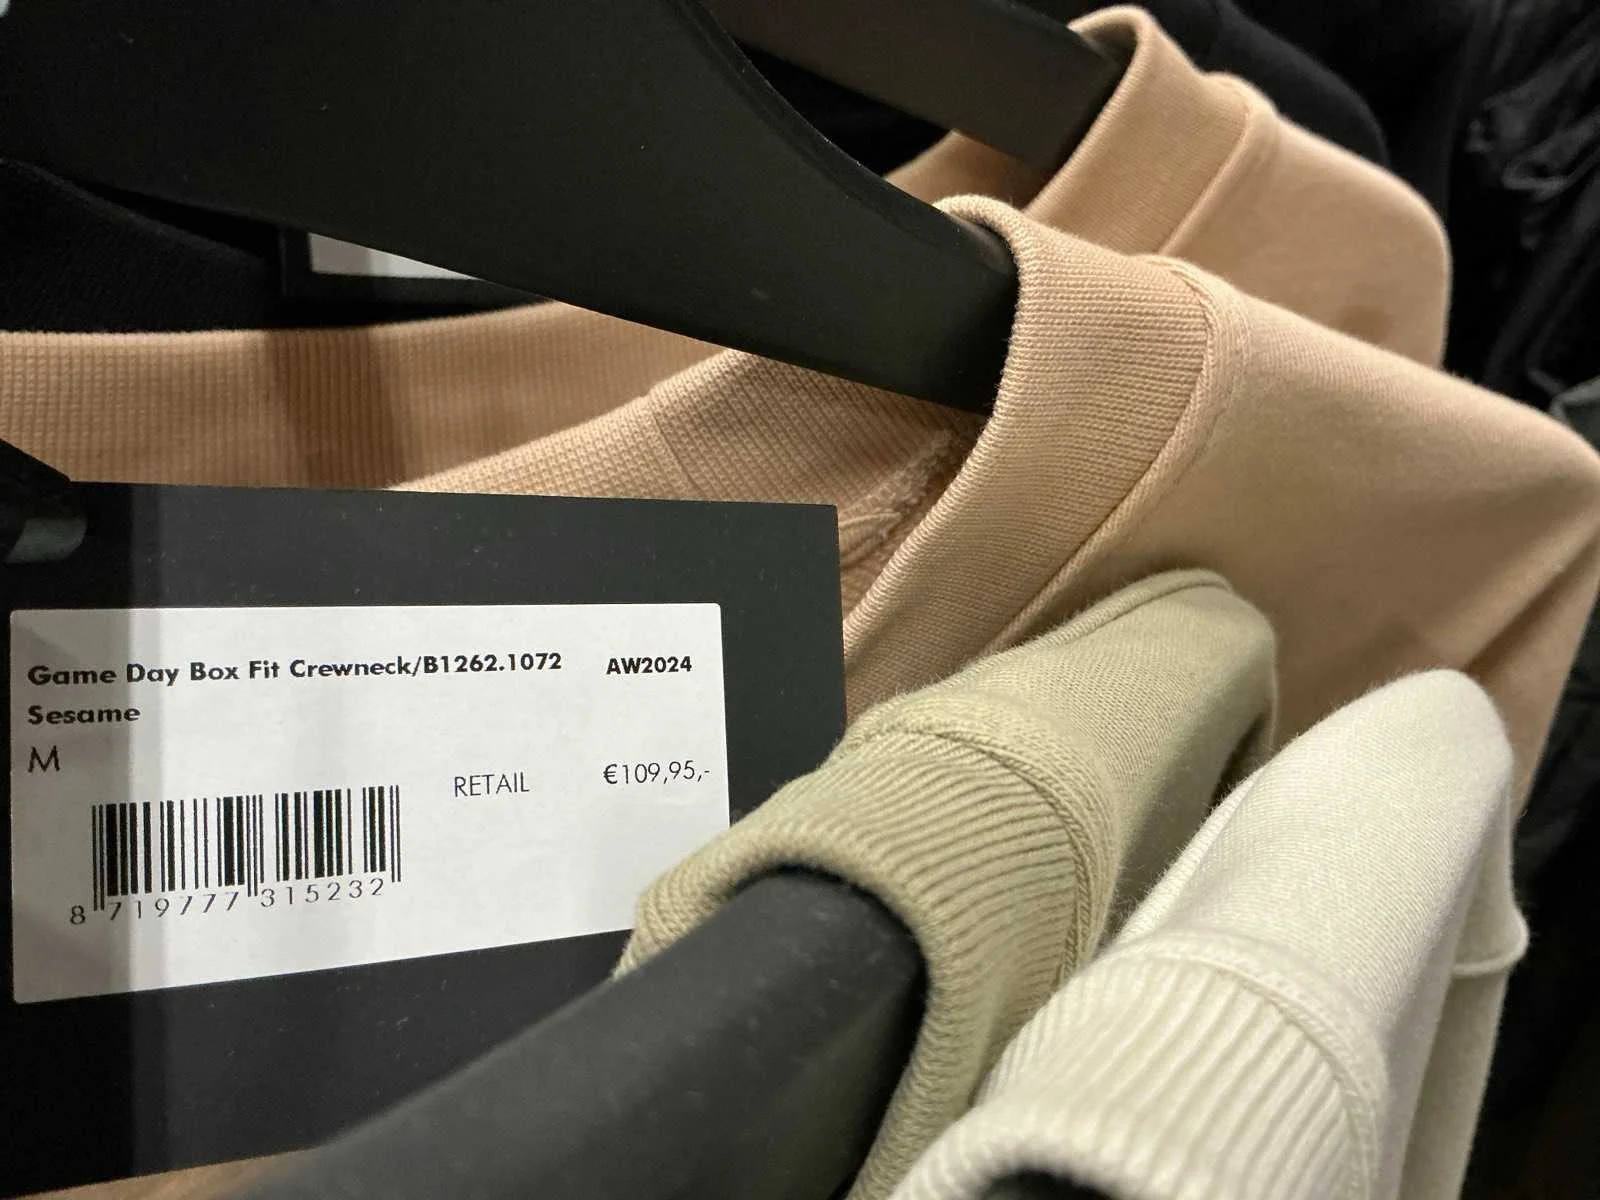 Game Day Box Fit Crewneck/B1262.1072 AW2024
Sesame
M
RETAIL €109,95,-
8 719777 315232